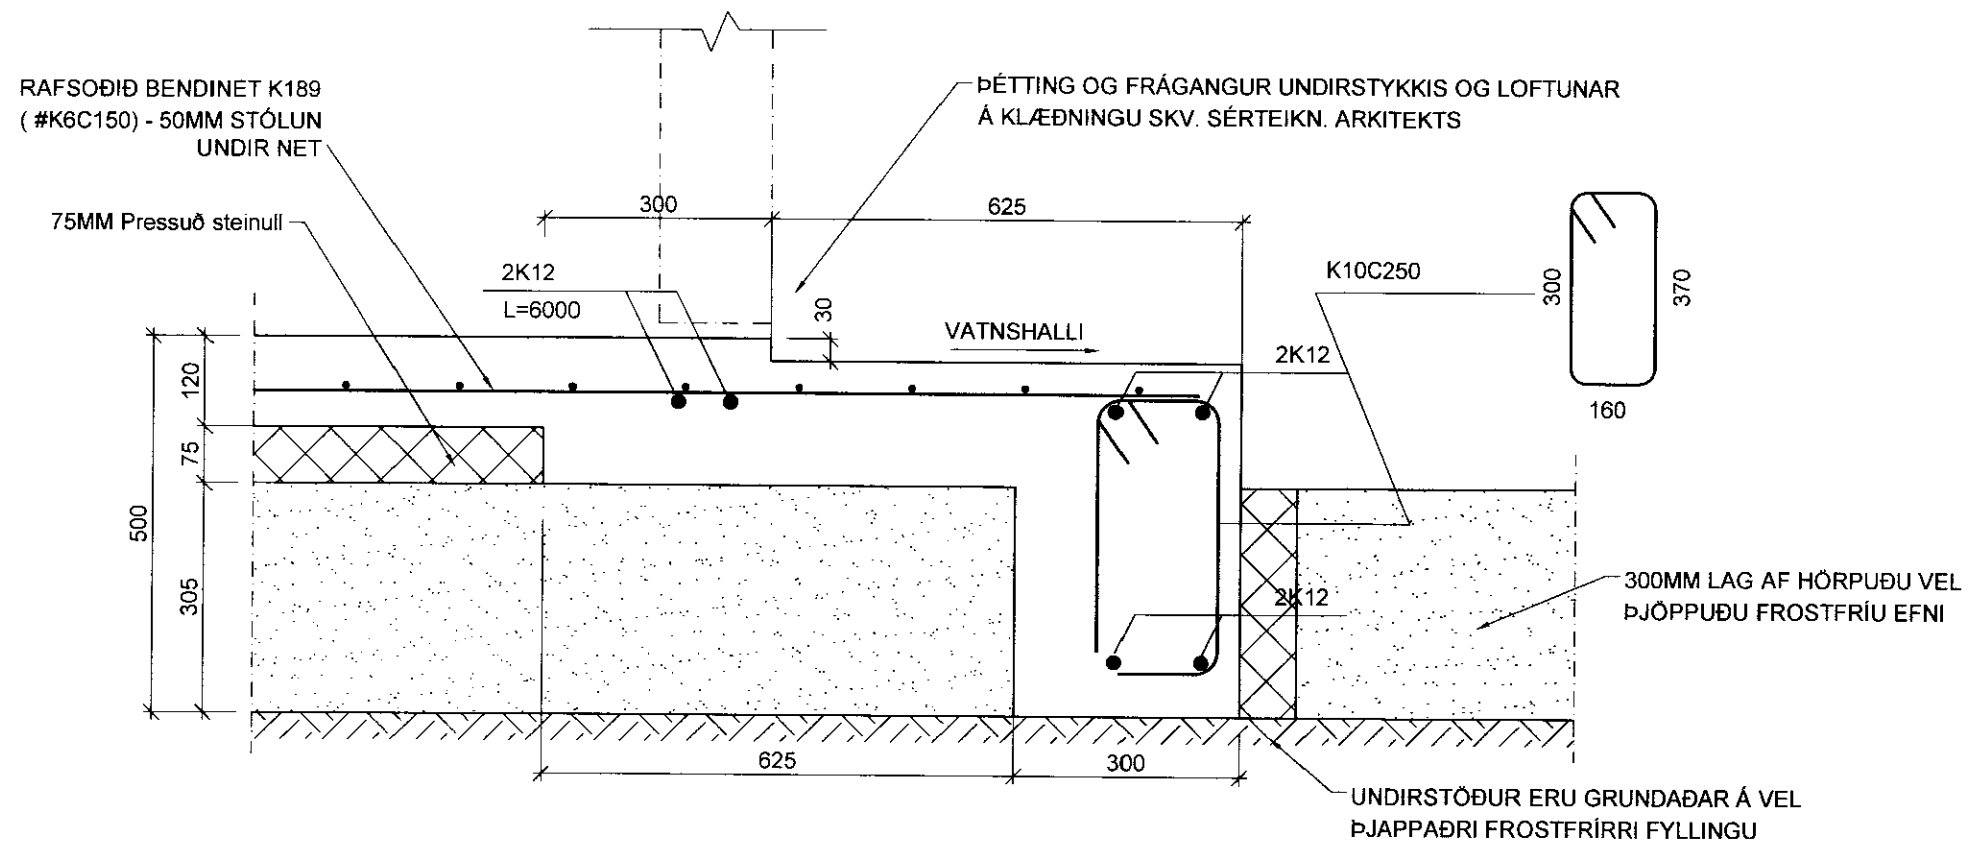 RAFSOÐIÐ BENDINET K189
( #K6C150) - 50MM STÓLUN
UNDIR NET
75MM Pressuð steinull
ÞÉTTING OG FRÁGANGUR UNDIRSTYKKIS OG LOFTUNAR
Á KLÆÐNINGU SKV. SÉRTEIKN. ARKITEKTS
300
625
2K12
L=6000
30
VATNSHALLI
K10C250
2K12
300
370
160
120
75
305
500
2K12
300MM LAG AF HÖRPUÐU VEL
ÞJÖPPUÐU FROSTFRÍU EFNI
625
300
UNDIRSTÖÐUR ERU GRUNDAÐAR Á VEL
ÞJAPPAÐRI FROSTFRÍRRI FYLLINGU